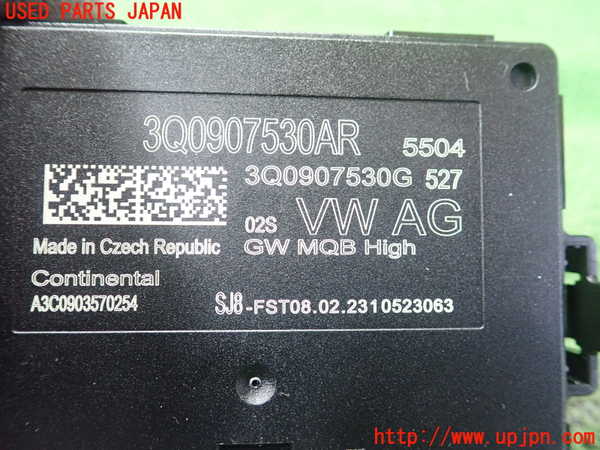 USED PARTS JAPAN
3Q0907530AR 5504
3Q0907530G 527
02S VW AG
Made in Czech Republic GW MQB High
Continental
A3C0903570254 SJ8-FST08.02.2310523063
http://www.upjpn.com/